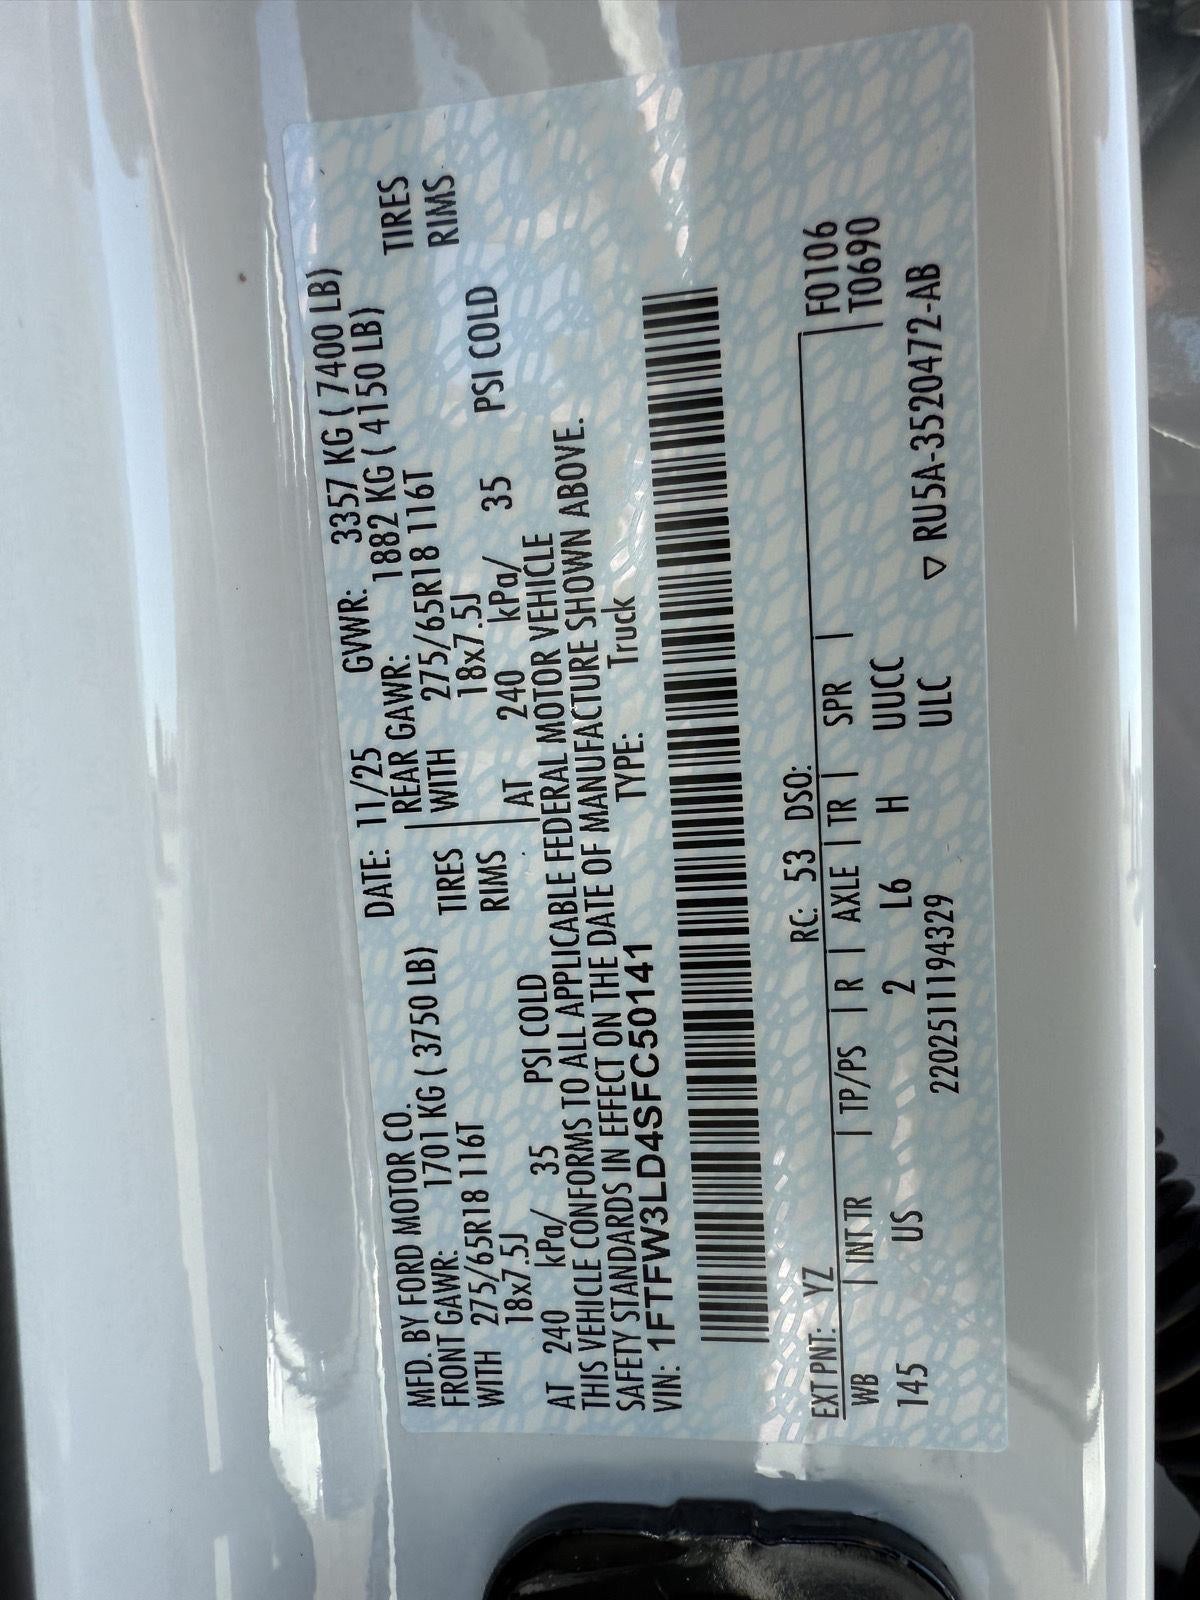 MFD. BY FORD MOTOR CO. DATE: 11/25 GVWR: 3357 KG ( 7400 LB)
FRONT GAWR: 1701 KG ( 3750 LB) REAR GAWR: 1882 KG ( 4150 LB)
WITH 275/65R18 116T TIRES WITH 275/65R18 116T TIRES
18x7.5J RIMS 18x7.5J RIMS
AT 240 kPa/ 35 PSI COLD AT 240 kPa/ 35 PSI COLD
THIS VEHICLE CONFORMS TO ALL APPLICABLE FEDERAL MOTOR VEHICLE
SAFETY STANDARDS IN EFFECT ON THE DATE OF MANUFACTURE SHOWN ABOVE.
VIN: 1FTFW3LD4SFC50141 TYPE: Truck
EXT PNT: YZ RC: 53 DSO: F0106
WB | INT TR | TP/PS | R | AXLE | TR | SPR | T0690
145 US 2 L6 H UUCC
ULC
2202511194329 ▽ RU5A-3520472-AB